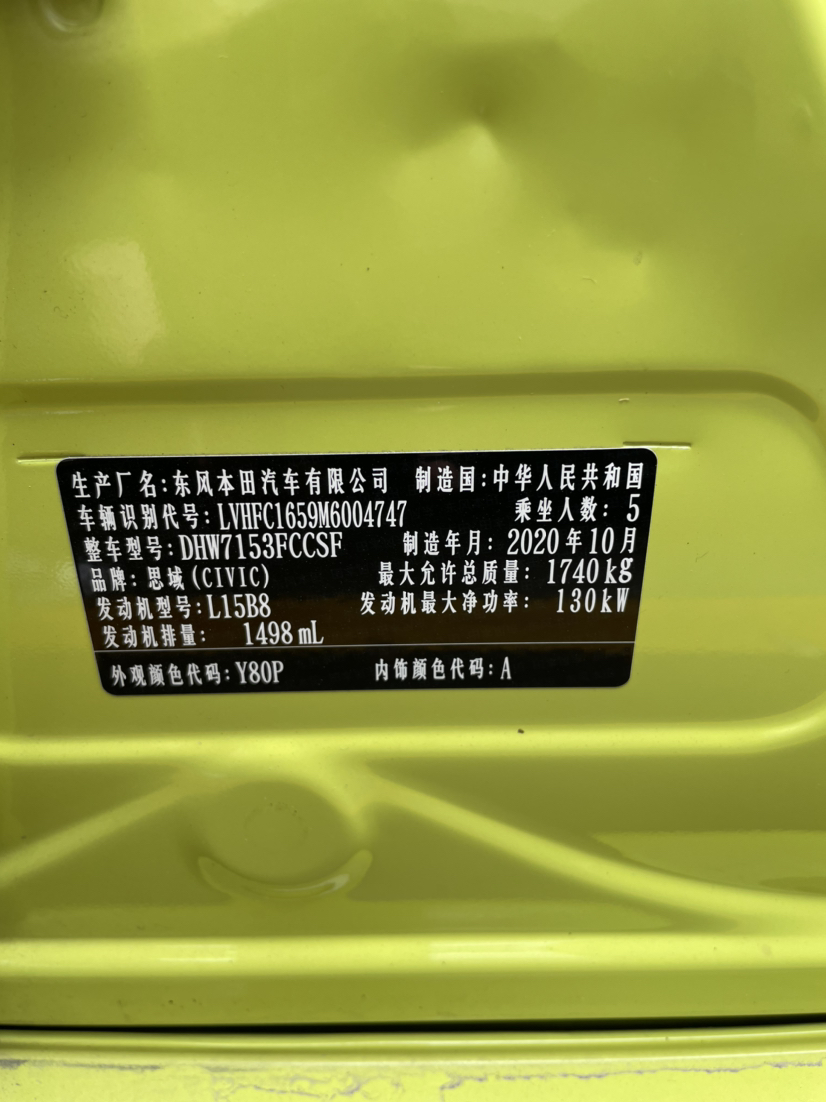 生产厂名:东风本田汽车有限公司 制造国:中华人民共和国
车辆识别代号:LVHFC1659M6004747 乘坐人数:5
整车型号:DHW7153FCCSF 制造年月:2020年10月
品牌:思域(CIVIC) 最大允许总质量:1740kg
发动机型号:L15B8 发动机最大净功率:130kW
发动机排量: 1498mL
外观颜色代码:Y80P 内饰颜色代码:A